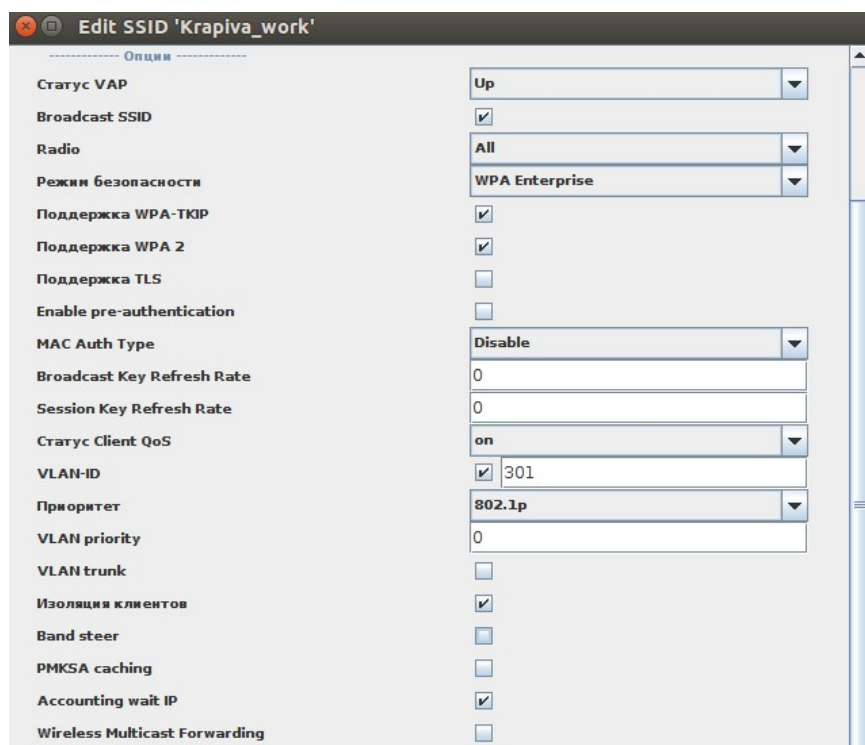 Edit SSID 'Krapiva_work'
------------- Опции -------------
Статус VAP Up
Broadcast SSID
Radio All
Режим безопасности WPA Enterprise
Поддержка WPA-TKIP
Поддержка WPA 2
Поддержка TLS
Enable pre-authentication
MAC Auth Type Disable
Broadcast Key Refresh Rate 0
Session Key Refresh Rate 0
Статус Client QoS on
VLAN-ID 301
Приоритет 802.1p
VLAN priority 0
VLAN trunk
Изоляция клиентов
Band steer
PMKSA caching
Accounting wait IP
Wireless Multicast Forwarding